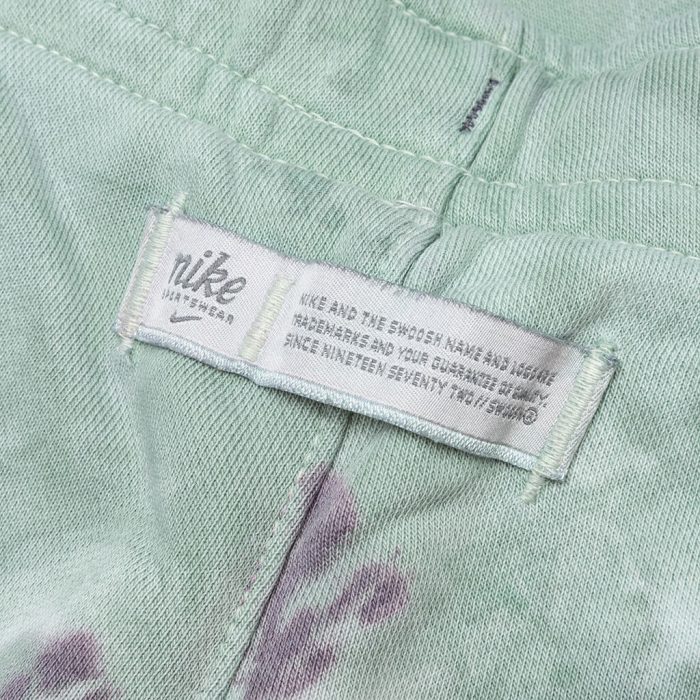 nike
SPORTSWEAR
NIKE AND THE SWOOSH NAME AND LOGO ARE
TRADEMARKS AND YOUR GUARANTEE OF QUALITY.
SINCE NINETEEN SEVENTY TWO // SWOOSH®